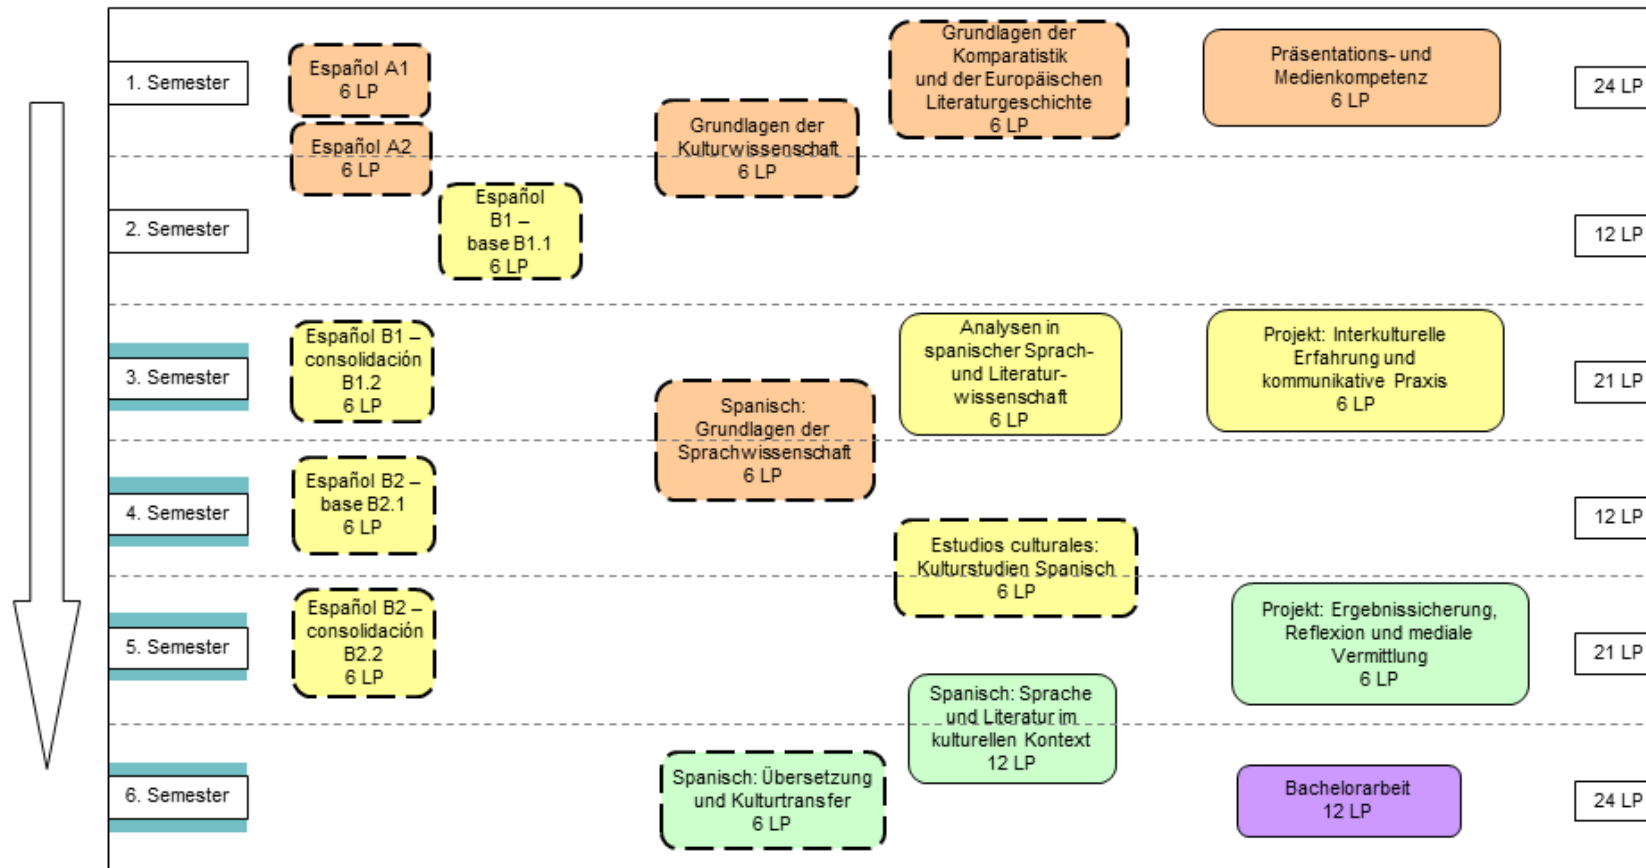 1. Semester
Español A1
6 LP
Español A2
6 LP
Grundlagen der
Kulturwissenschaft
6 LP
Grundlagen der
Komparatistik
und der Europäischen
Literaturgeschichte
6 LP
Präsentations- und
Medienkompetenz
6 LP
24 LP
2. Semester
Español
B1 –
base B1.1
6 LP
12 LP
3. Semester
Español B1 –
consolidación
B1.2
6 LP
Spanisch:
Grundlagen der
Sprachwissenschaft
6 LP
Analysen in
spanischer Sprach-
und Literatur-
wissenschaft
6 LP
Projekt: Interkulturelle
Erfahrung und
kommunikative Praxis
6 LP
21 LP
4. Semester
Español B2 –
base B2.1
6 LP
Estudios culturales:
Kulturstudien Spanisch
6 LP
12 LP
5. Semester
Español B2 –
consolidación
B2.2
6 LP
Spanisch: Sprache
und Literatur im
kulturellen Kontext
12 LP
Projekt: Ergebnissicherung,
Reflexion und mediale
Vermittlung
6 LP
21 LP
6. Semester
Spanisch: Übersetzung
und Kulturtransfer
6 LP
Bachelorarbeit
12 LP
24 LP